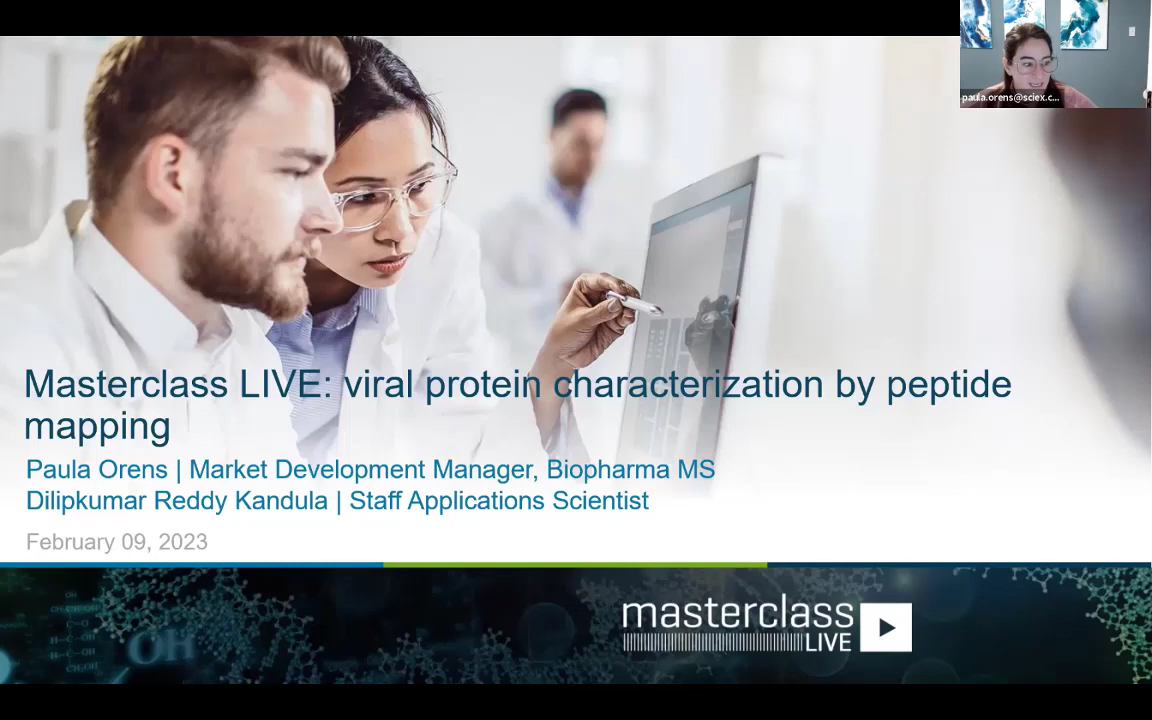 paula.orens@sciex.c...
Masterclass LIVE: viral protein characterization by peptide
mapping
Paula Orens | Market Development Manager, Biopharma MS
Dilipkumar Reddy Kandula | Staff Applications Scientist
February 09, 2023
OH
masterclass
LIVE